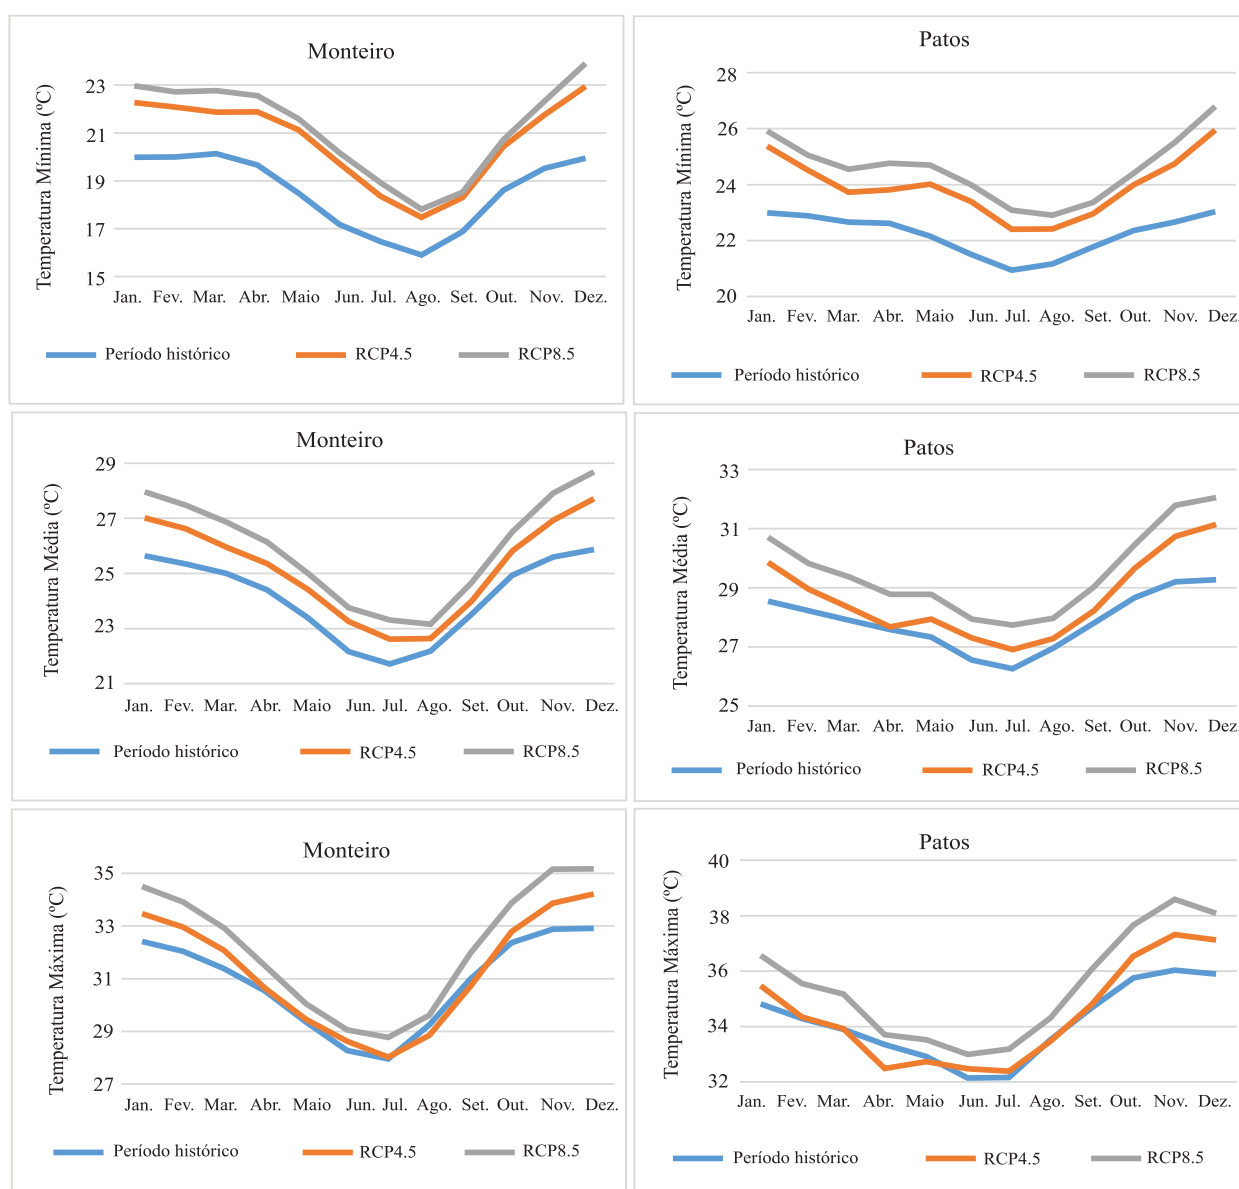 Monteiro
Temperatura Mínima (ºC)
23
21
19
17
15
Jan. Fev. Mar. Abr. Maio Jun. Jul. Ago. Set. Out. Nov. Dez.
Período histórico RCP4.5 RCP8.5
Patos
Temperatura Mínima (ºC)
28
26
24
22
20
Jan. Fev. Mar. Abr. Maio Jun. Jul. Ago. Set. Out. Nov. Dez.
Período histórico RCP4.5 RCP8.5
Monteiro
Temperatura Média (ºC)
29
27
25
23
21
Jan. Fev. Mar. Abr. Maio Jun. Jul. Ago. Set. Out. Nov. Dez.
Período histórico RCP4.5 RCP8.5
Patos
Temperatura Média (ºC)
33
31
29
27
25
Jan. Fev. Mar. Abr. Maio Jun. Jul. Ago. Set. Out. Nov. Dez.
Período histórico RCP4.5 RCP8.5
Monteiro
Temperatura Máxima (ºC)
35
33
31
29
27
Jan. Fev. Mar. Abr. Maio Jun. Jul. Ago. Set. Out. Nov. Dez.
Período histórico RCP4.5 RCP8.5
Patos
Temperatura Máxima (ºC)
40
38
36
34
32
Jan. Fev. Mar. Abr. Maio Jun. Jul. Ago. Set. Out. Nov. Dez.
Período histórico RCP4.5 RCP8.5